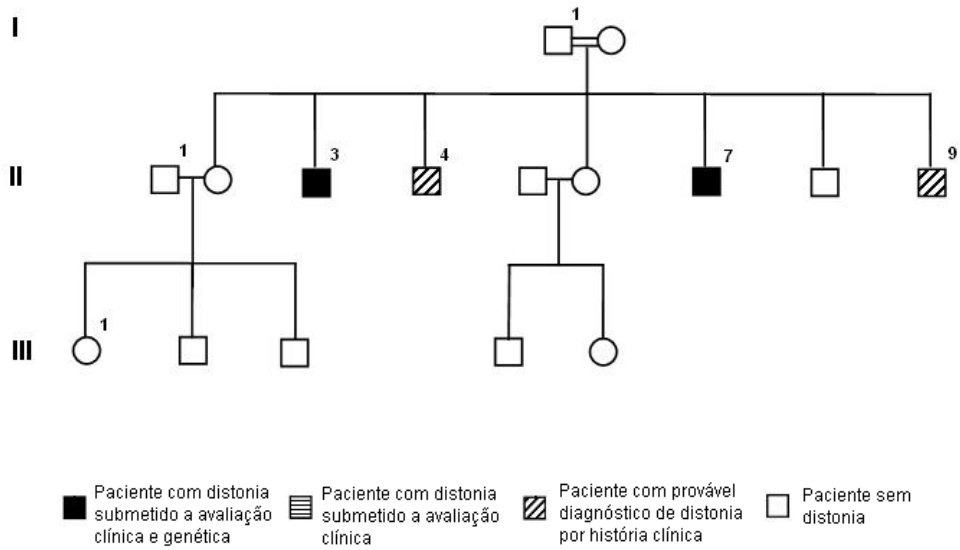 I
1
II
1
3
4
7
9
III
1
Paciente com distonia
submetido a avaliação
clínica e genética
Paciente com distonia
submetido a avaliação
clínica
Paciente com provável
diagnóstico de distonia
por história clínica
Paciente sem
distonia